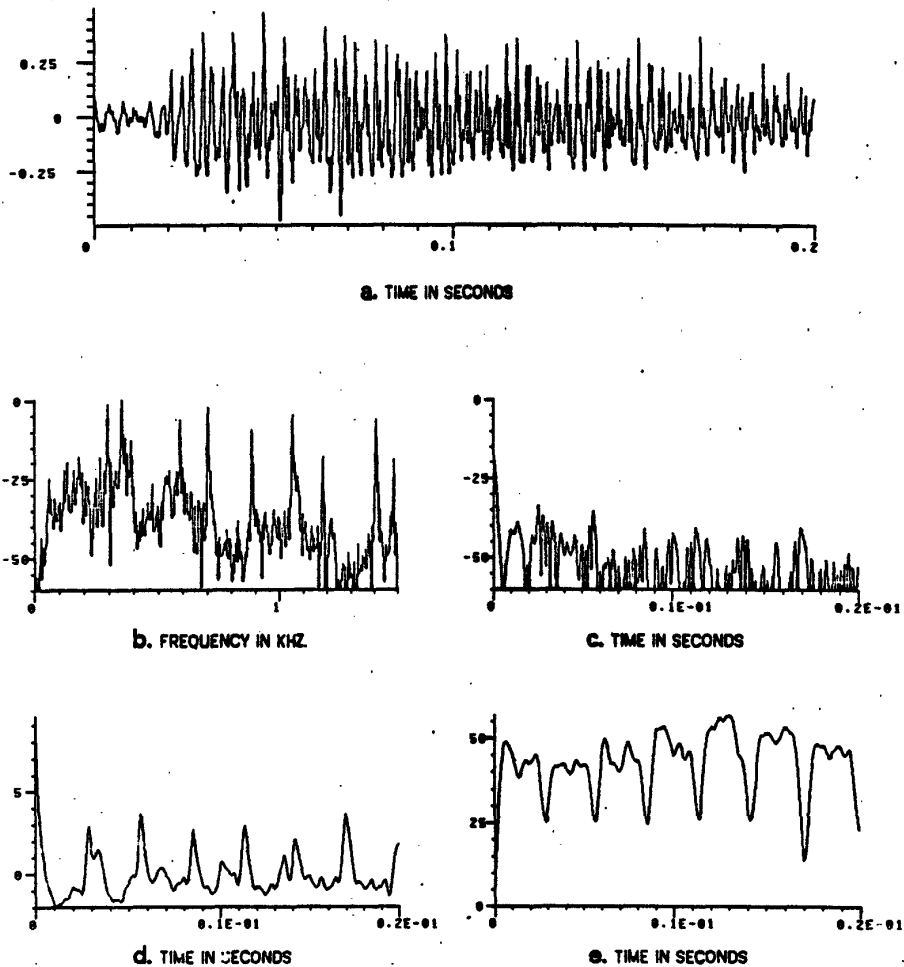 0.25
0
-0.25
0 0.1 0.2
a. TIME IN SECONDS
0
-25
-50
0 1
b. FREQUENCY IN KHZ.
0
-25
-50
0 0.1E-01 0.2E-01
c. TIME IN SECONDS
5
0
0 0.1E-01 0.2E-01
d. TIME IN SECONDS
50
25
0
0 0.1E-01 0.2E-01
e. TIME IN SECONDS